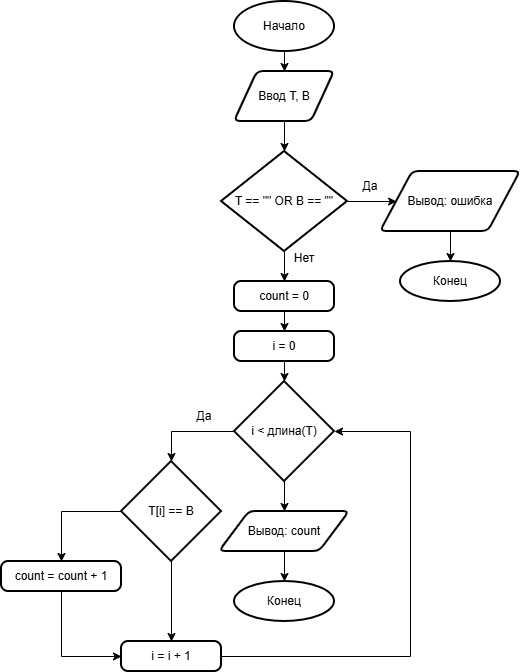 Начало
Ввод T, B
T == "" OR B == ""
Да
Вывод: ошибка
Нет
Конец
count = 0
i = 0
i < длина(T)
Да
T[i] == B
Вывод: count
count = count + 1
Конец
i = i + 1